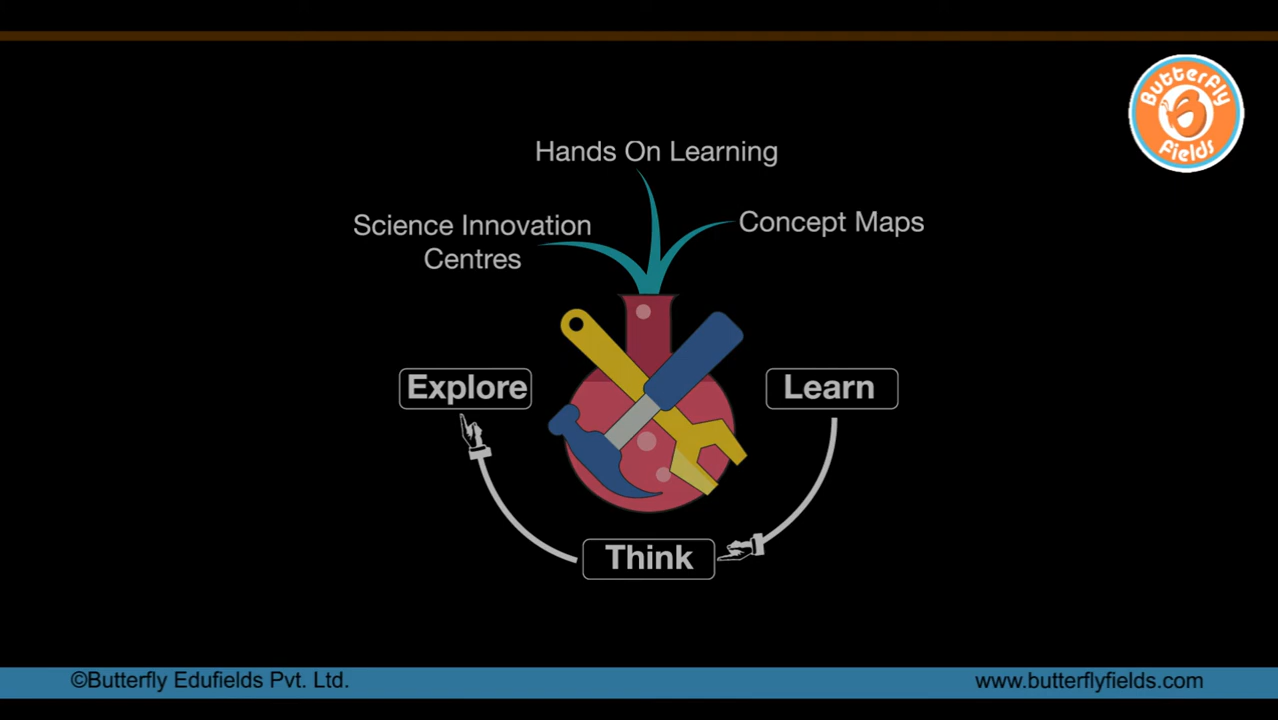 Butterfly
Fields
Hands On Learning
Science Innovation
Centres
Concept Maps
Explore
Learn
Think
©Butterfly Edufields Pvt. Ltd.
www.butterflyfields.com